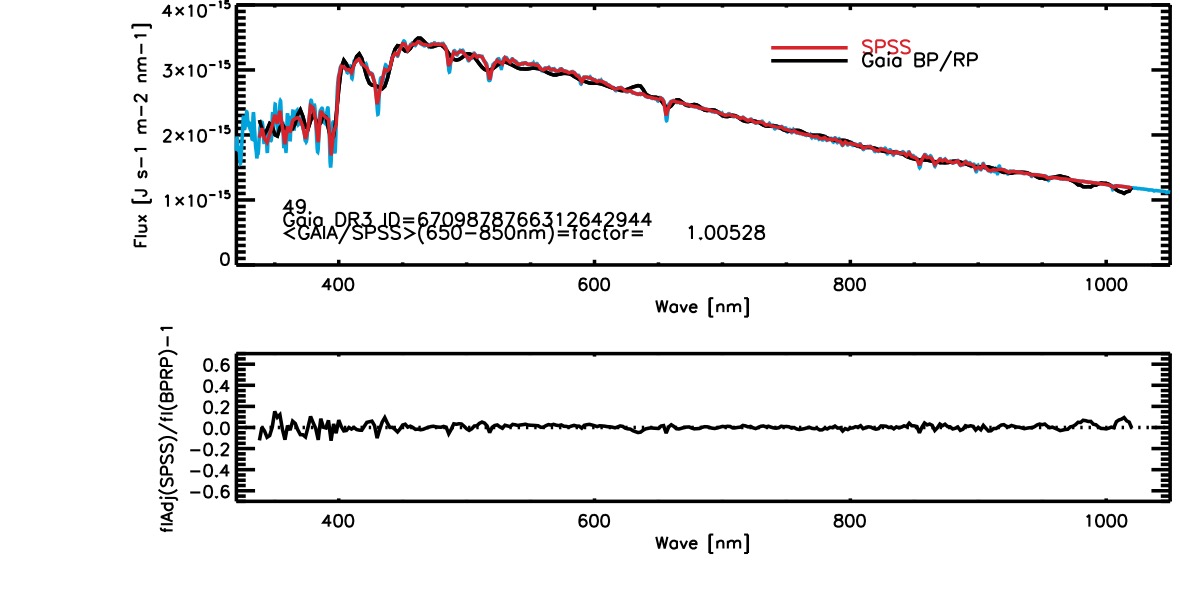 4×10−15
3×10−15
2×10−15
1×10−15
0
Flux [J s−1 m−2 nm−1]
SPSS
Gaia BP/RP
49.
Gaia DR3 ID=6709878766312642944
<GAIA/SPSS>(650−850nm)=factor= 1.00528
400 600 800 1000
Wave [nm]
flAdj(SPSS)/fl(BPRP)−1
0.6
0.4
0.2
0.0
−0.2
−0.4
−0.6
400 600 800 1000
Wave [nm]